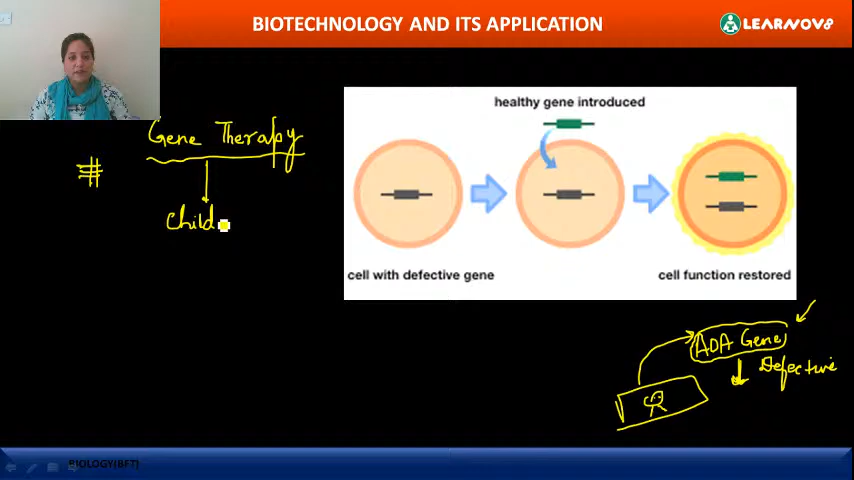 BIOTECHNOLOGY AND ITS APPLICATION
LEARNOV8
healthy gene introduced
# Gene Therapy
Child
cell with defective gene
cell function restored
ADA Gene
Defective
BIOLOGY(BFT)